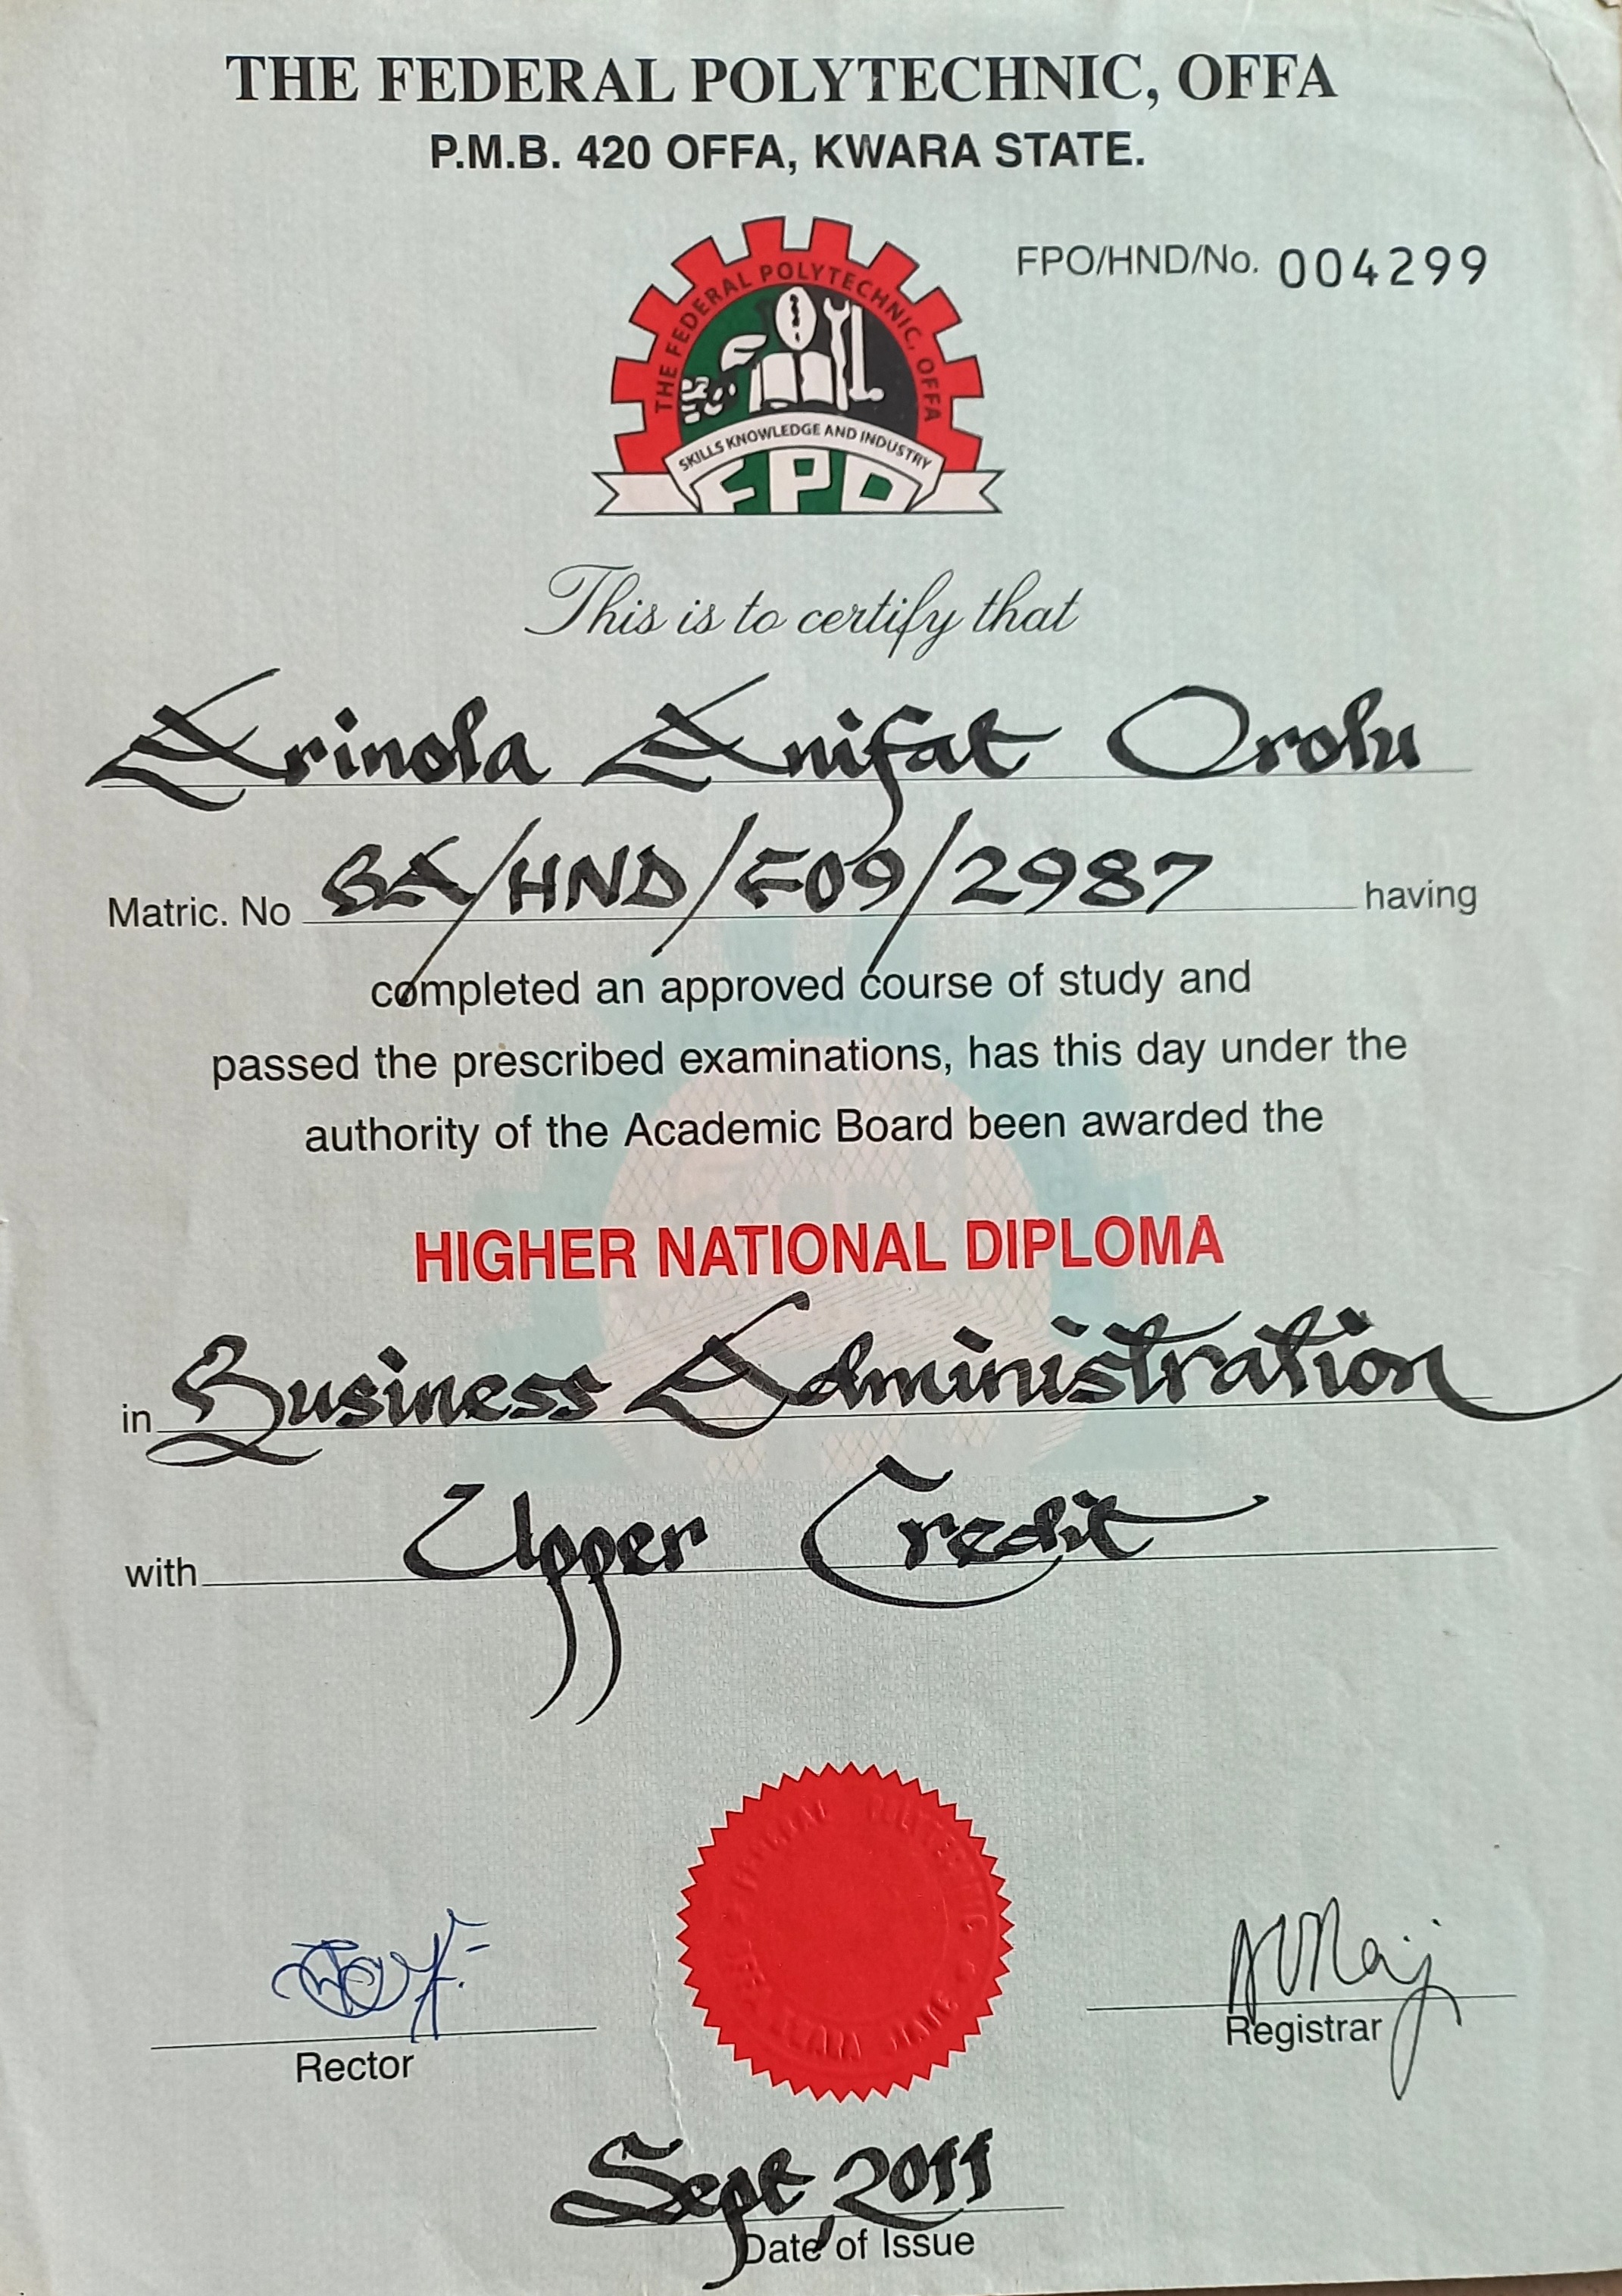 THE FEDERAL POLYTECHNIC, OFFA
P.M.B. 420 OFFA, KWARA STATE.
FPO/HND/No. 004299
THE FEDERAL POLYTECHNIC, OFFA
SKILLS KNOWLEDGE AND INDUSTRY
FPO
This is to certify that
Arinola Anifat Orolu
Matric. No BA/HND/F09/2987 having
completed an approved course of study and
passed the prescribed examinations, has this day under the
authority of the Academic Board been awarded the
HIGHER NATIONAL DIPLOMA
in Business Administration
with Upper Credit
Rector
Registrar
Sept 2011
Date of Issue